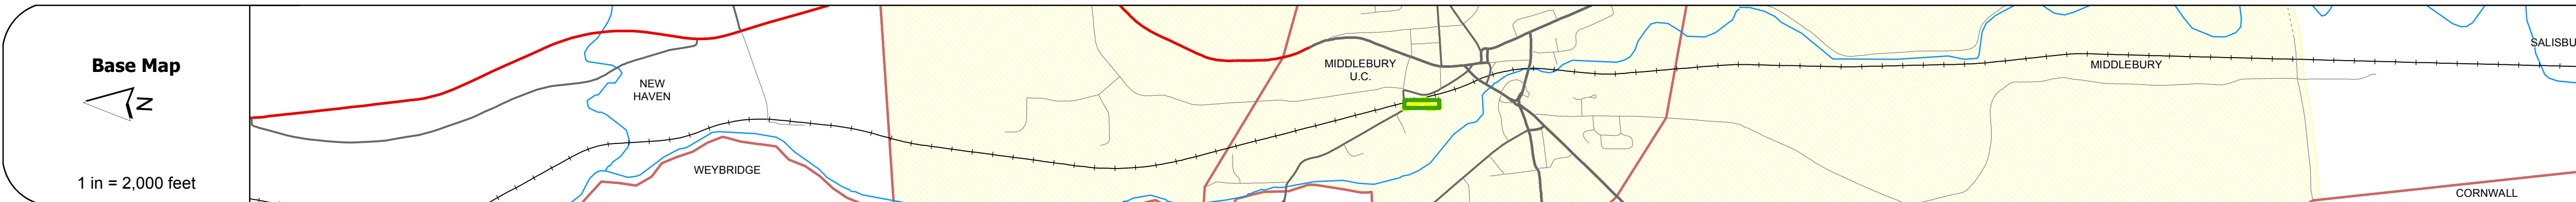 Base Map
N
1 in = 2,000 feet
NEW
HAVEN
WEYBRIDGE
MIDDLEBURY
U.C.
MIDDLEBURY
SALISBU
CORNWALL